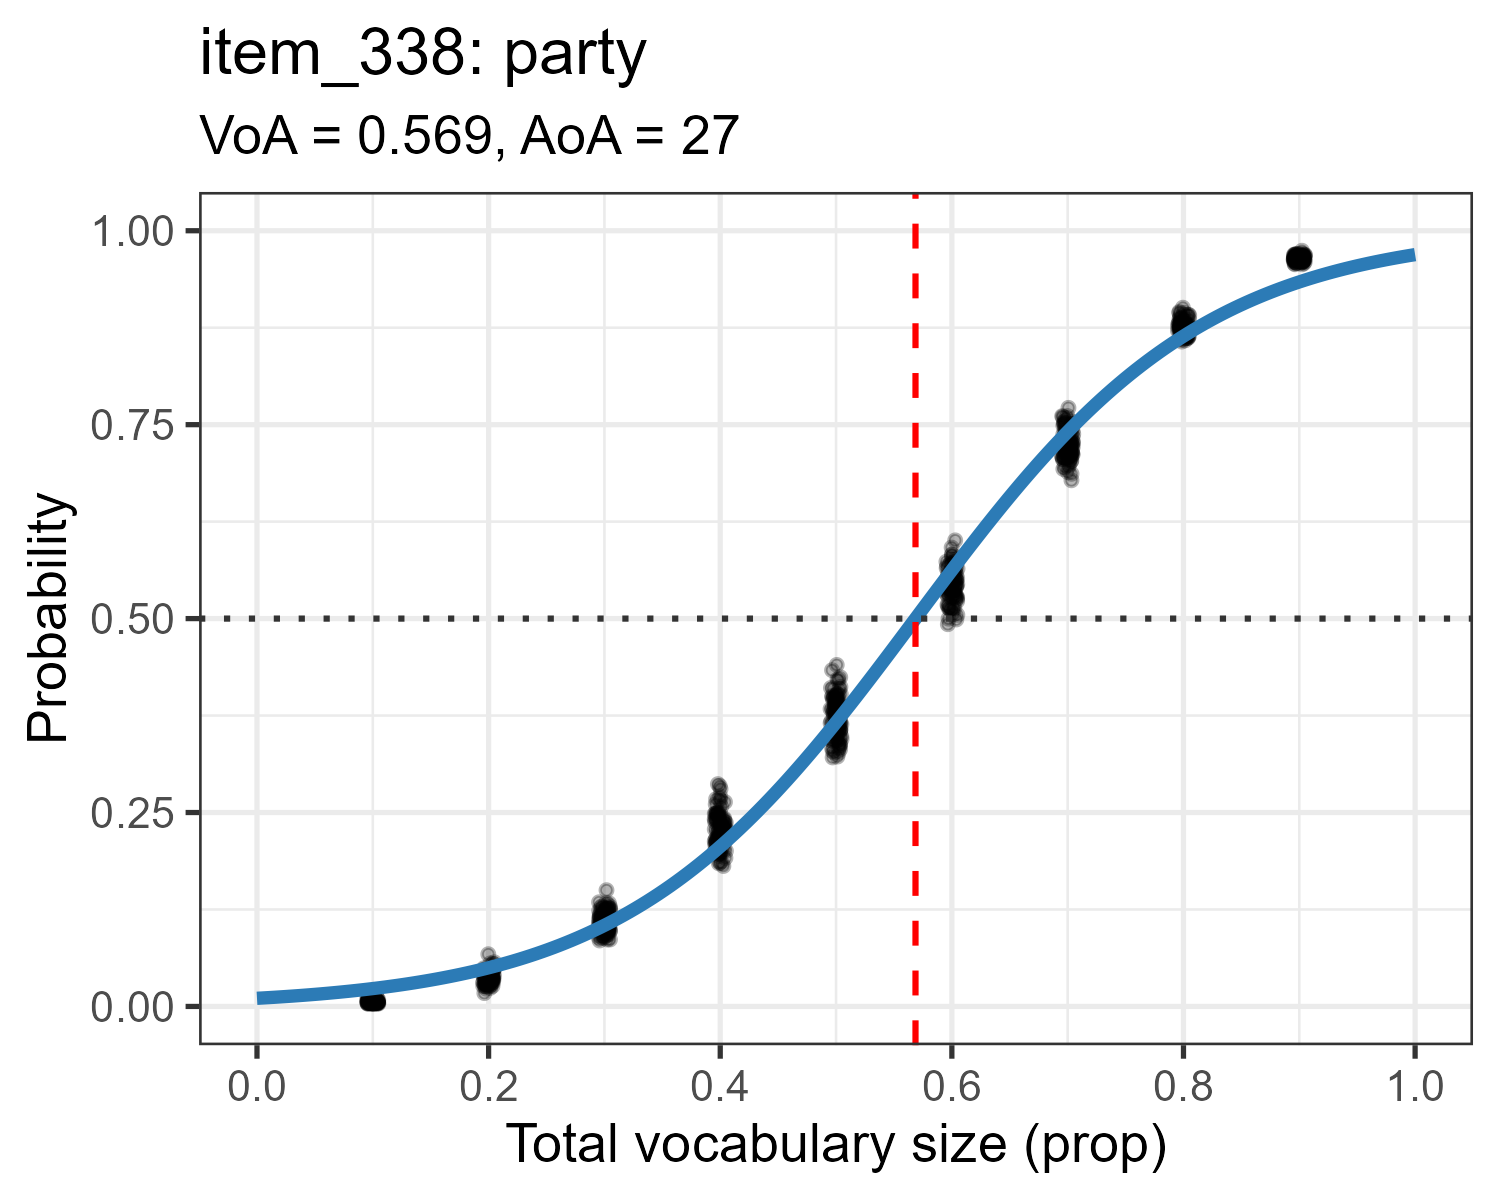 item_338: party
VoA = 0.569, AoA = 27
1.00
0.75
0.50
0.25
0.00
Probability
0.0 0.2 0.4 0.6 0.8 1.0
Total vocabulary size (prop)